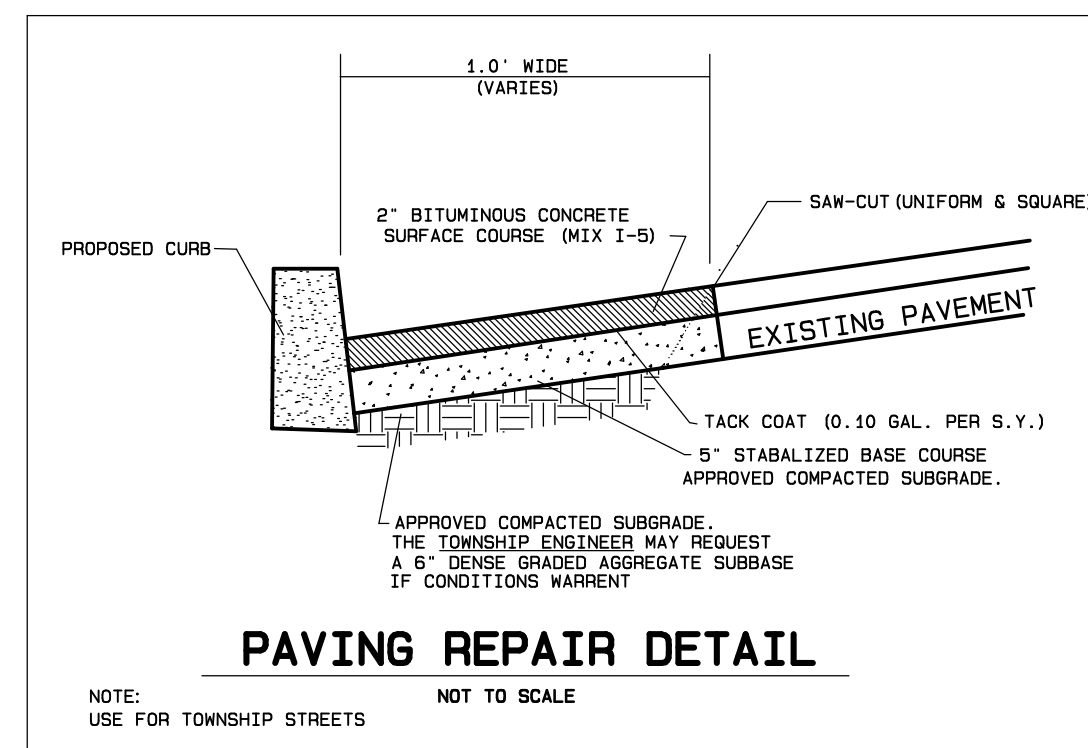 1.0' WIDE
(VARIES)
SAW-CUT (UNIFORM & SQUARE)
2" BITUMINOUS CONCRETE
SURFACE COURSE (MIX I-5)
PROPOSED CURB
EXISTING PAVEMENT
TACK COAT (0.10 GAL. PER S.Y.)
5" STABALIZED BASE COURSE
APPROVED COMPACTED SUBGRADE.
APPROVED COMPACTED SUBGRADE.
THE TOWNSHIP ENGINEER MAY REQUEST
A 6" DENSE GRADED AGGREGATE SUBBASE
IF CONDITIONS WARRENT
PAVING REPAIR DETAIL
NOT TO SCALE
NOTE:
USE FOR TOWNSHIP STREETS